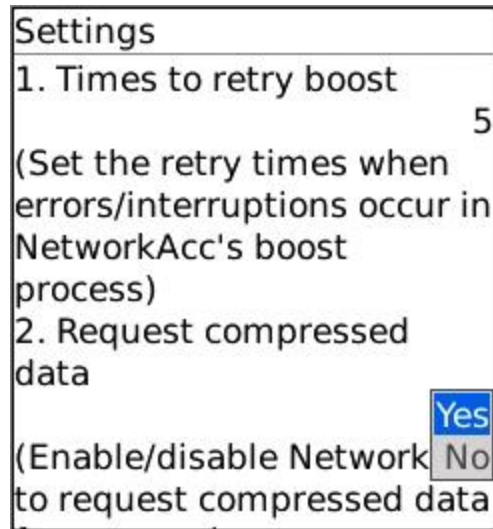 Settings
1. Times to retry boost
5
(Set the retry times when
errors/interruptions occur in
NetworkAcc's boost
process)
2. Request compressed
data
Yes
(Enable/disable Network No
to request compressed data